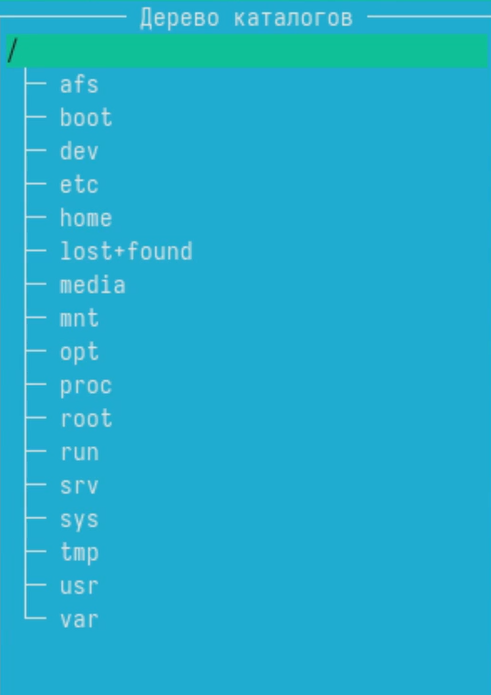 Дерево каталогов
/
afs
boot
dev
etc
home
lost+found
media
mnt
opt
proc
root
run
srv
sys
tmp
usr
var